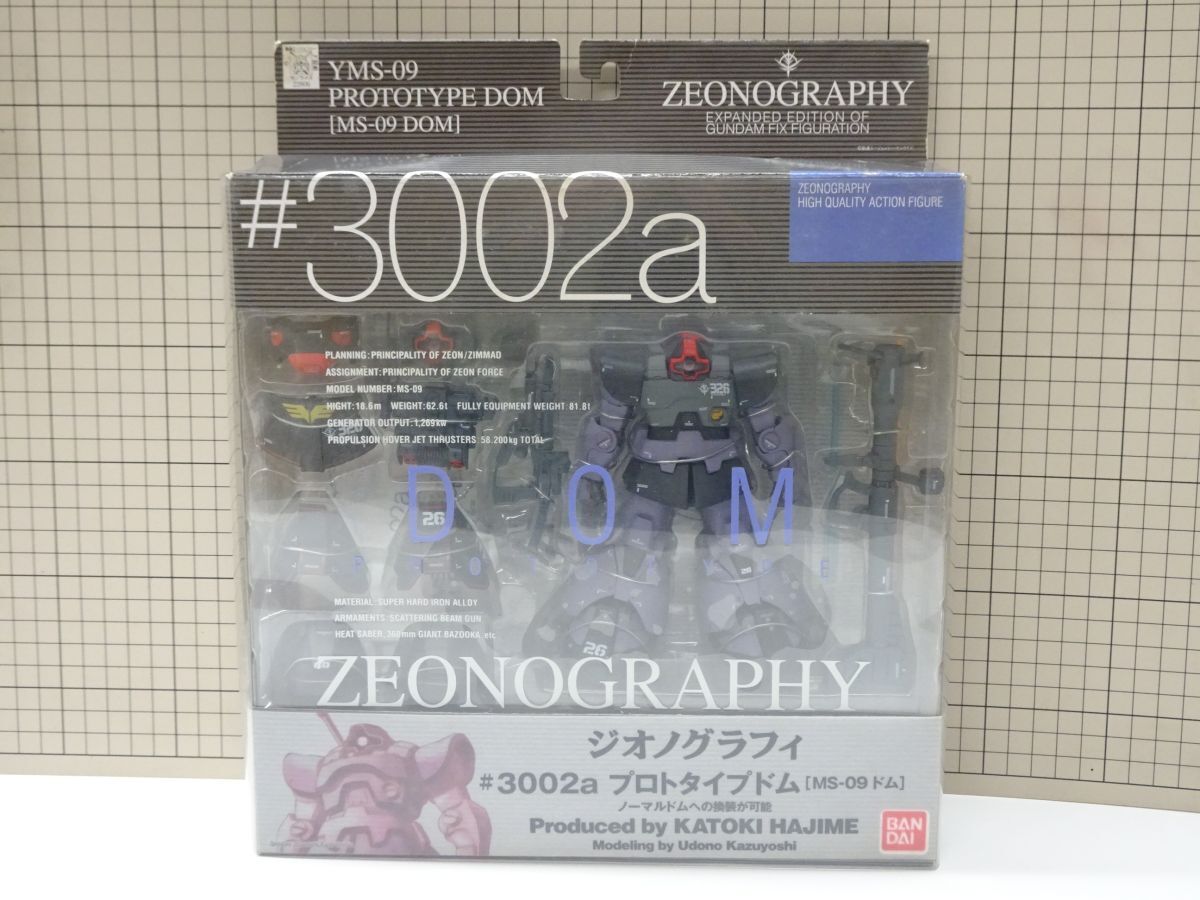 YMS-09
PROTOTYPE DOM
[MS-09 DOM]
ZEONOGRAPHY
EXPANDED EDITION OF
GUNDAM FIX FIGURATION
#3002a
ZEONOGRAPHY
HIGH QUALITY ACTION FIGURE
PLANNING:PRINCIPALITY OF ZEON/ZIMMAD
ASSIGNMENT:PRINCIPALITY OF ZEON FORCE
MODEL NUMBER:MS-09
HIGHT:18.6m WEIGHT:62.6t FULLY EQUIPMENT WEIGHT 81.8t
GENERATOR OUTPUT:1,269kw
PROPULSION HOVER JET THRUSTERS:58.200kg TOTAL
326
326
26
DOM
PROTOTYPE
26
MATERIAL:SUPER HARD IRON ALLOY
ARMAMENTS:SCATTERING BEAM GUN
HEAT SABER, 360mm GIANT BAZOOKA, etc
26
ZEONOGRAPHY
ジオノグラフィ
#3002a プロトタイプドム [MS-09 ドム]
ノーマルドムへの換装が可能
Produced by KATOKI HAJIME
Modeling by Udono Kazuyoshi
BAN
DAI